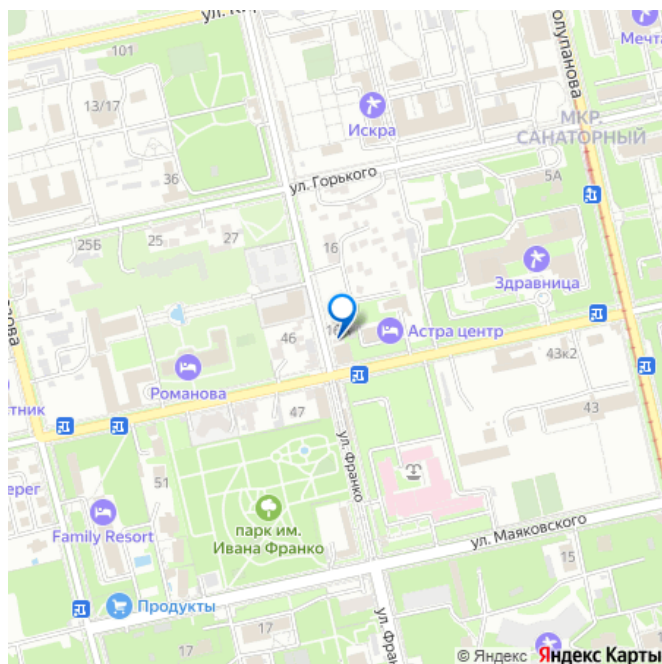 101
Мечта
13/17
Искра
МКР.
САНАТОРНЫЙ
ул. Горького
5А
36
25Б
25
27
16
Здравница
46
Астра центр
43к2
Романова
43
47
ул. Франко
51
парк им.
Ивана Франко
Family Resort
ул. Маяковского
15
Продукты
17
17
© Яндекс Яндекс Карты